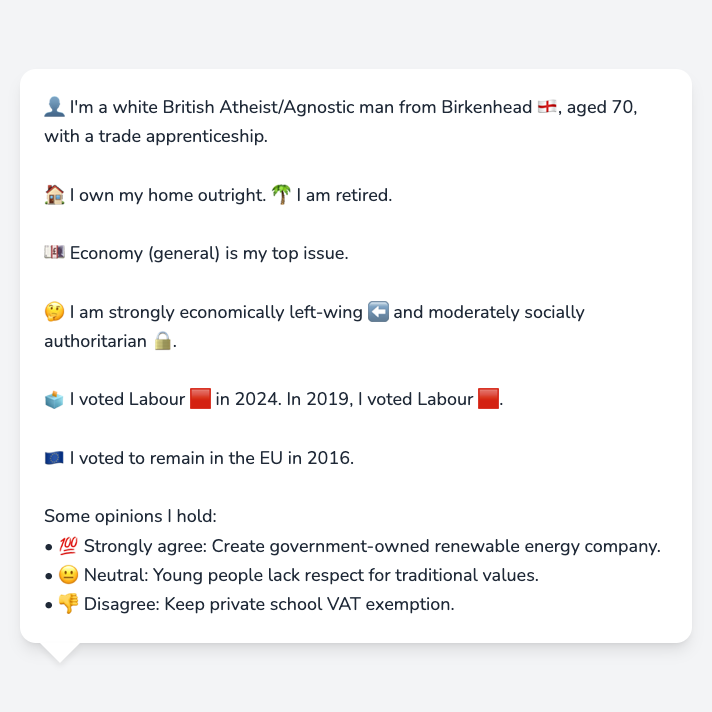 👤 I'm a white British Atheist/Agnostic man from Birkenhead 🏴󠁧󠁢󠁥󠁮󠁧󠁿, aged 70,
with a trade apprenticeship.
🏠 I own my home outright. 🌴 I am retired.
💷 Economy (general) is my top issue.
🤔 I am strongly economically left-wing ⬅️ and moderately socially
authoritarian 🔒.
🗳️ I voted Labour 🟥 in 2024. In 2019, I voted Labour 🟥.
🇪🇺 I voted to remain in the EU in 2016.
Some opinions I hold:
• 💯 Strongly agree: Create government-owned renewable energy company.
• 😐 Neutral: Young people lack respect for traditional values.
• 👎 Disagree: Keep private school VAT exemption.